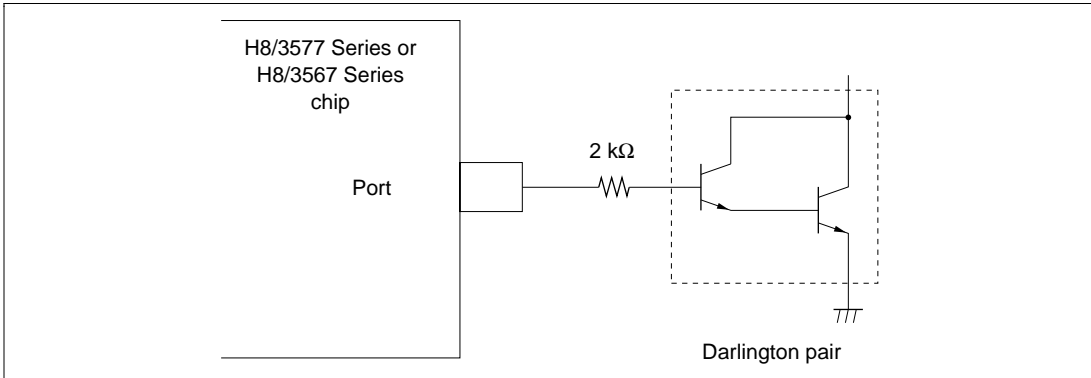 H8/3577 Series or
H8/3567 Series
chip
2 kΩ
Port
Darlington pair